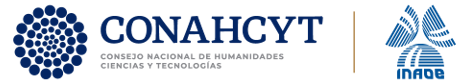 CONAHCYT
CONSEJO NACIONAL DE HUMANIDADES
CIENCIAS Y TECNOLOGÍAS
INAOE